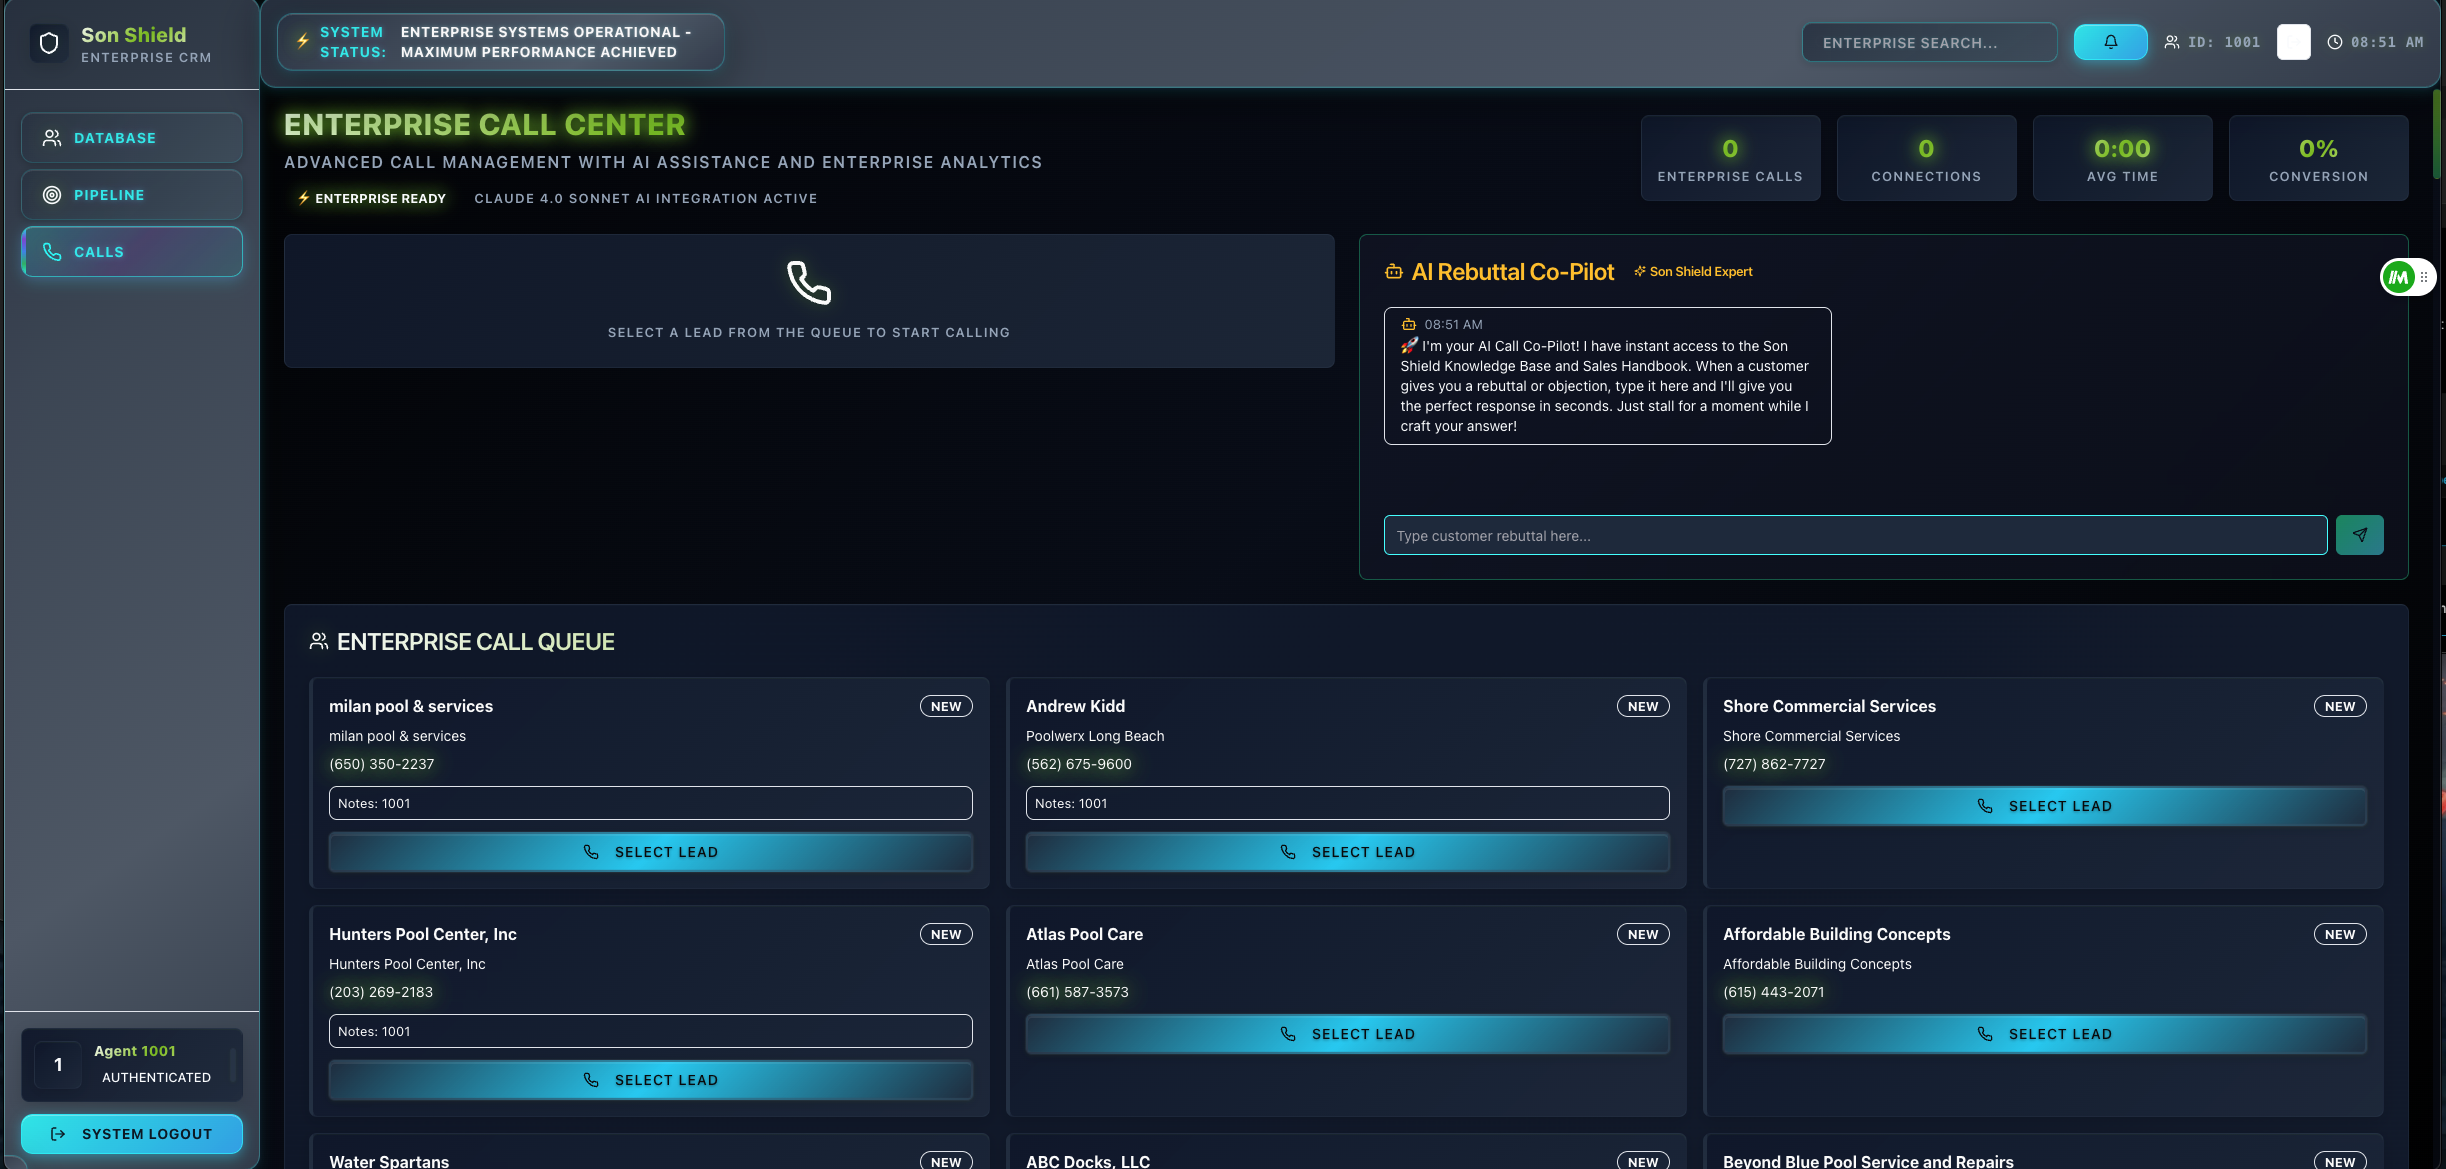 Son Shield
ENTERPRISE CRM
⚡ SYSTEM STATUS: ENTERPRISE SYSTEMS OPERATIONAL -
MAXIMUM PERFORMANCE ACHIEVED
ENTERPRISE SEARCH...
ID: 1001
08:51 AM
DATABASE
PIPELINE
CALLS
ENTERPRISE CALL CENTER
ADVANCED CALL MANAGEMENT WITH AI ASSISTANCE AND ENTERPRISE ANALYTICS
⚡ ENTERPRISE READY
CLAUDE 4.0 SONNET AI INTEGRATION ACTIVE
0
ENTERPRISE CALLS
0
CONNECTIONS
0:00
AVG TIME
0%
CONVERSION
SELECT A LEAD FROM THE QUEUE TO START CALLING
AI Rebuttal Co-Pilot
Son Shield Expert
08:51 AM
🚀 I'm your AI Call Co-Pilot! I have instant access to the Son
Shield Knowledge Base and Sales Handbook. When a customer
gives you a rebuttal or objection, type it here and I'll give you
the perfect response in seconds. Just stall for a moment while I
craft your answer!
Type customer rebuttal here...
ENTERPRISE CALL QUEUE
milan pool & services
NEW
milan pool & services
(650) 350-2237
Notes: 1001
SELECT LEAD
Andrew Kidd
NEW
Poolwerx Long Beach
(562) 675-9600
Notes: 1001
SELECT LEAD
Shore Commercial Services
NEW
Shore Commercial Services
(727) 862-7727
SELECT LEAD
Hunters Pool Center, Inc
NEW
Hunters Pool Center, Inc
(203) 269-2183
Notes: 1001
SELECT LEAD
Atlas Pool Care
NEW
Atlas Pool Care
(661) 587-3573
SELECT LEAD
Affordable Building Concepts
NEW
Affordable Building Concepts
(615) 443-2071
SELECT LEAD
Water Spartans
NEW
ABC Docks, LLC
NEW
Beyond Blue Pool Service and Repairs
NEW
1
Agent 1001
AUTHENTICATED
SYSTEM LOGOUT